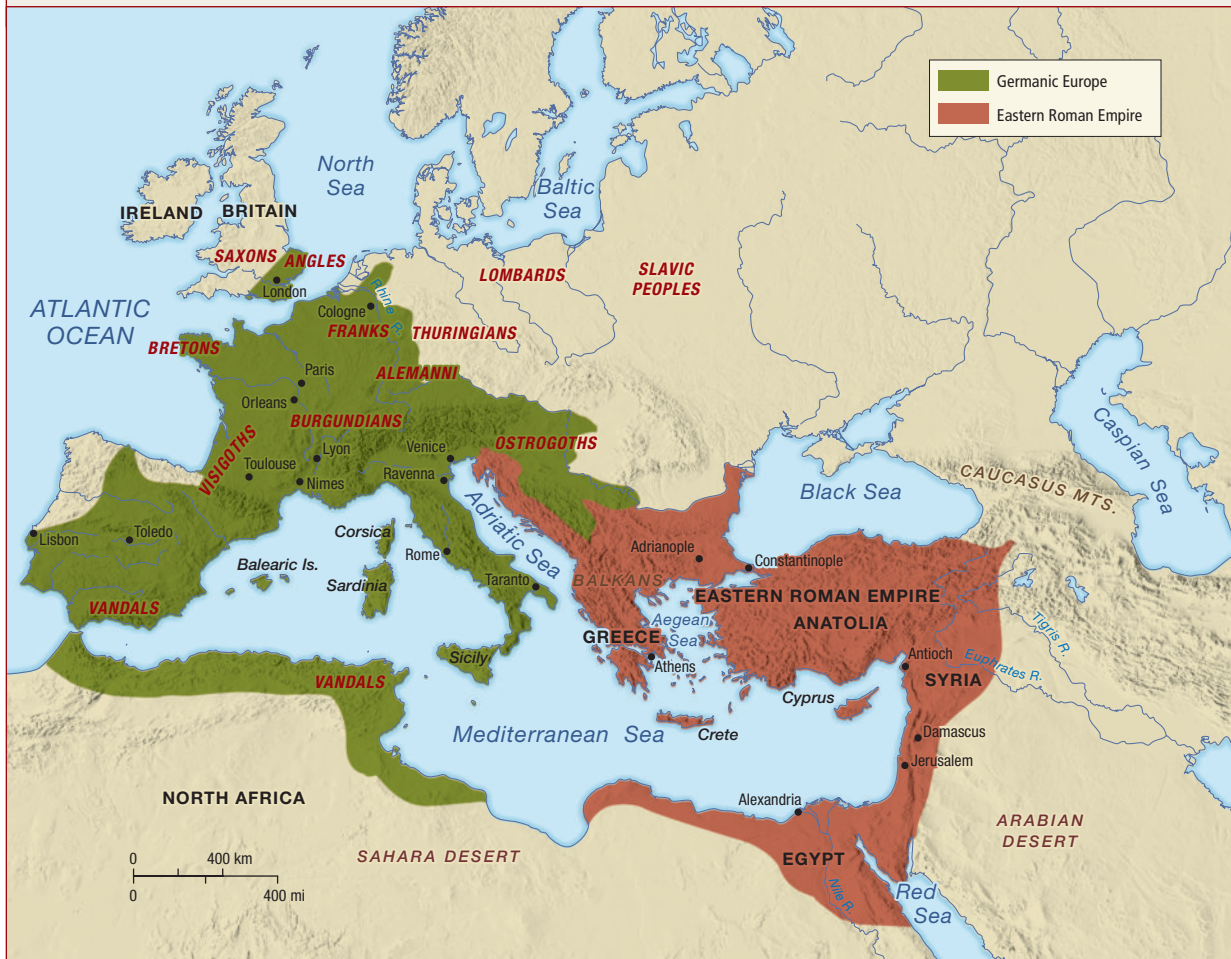 Germanic Europe
Eastern Roman Empire
North
Sea
Baltic
Sea
IRELAND
BRITAIN
SAXONS
ANGLES
London
LOMBARDS
SLAVIC
PEOPLES
ATLANTIC
OCEAN
Rhine R.
Cologne
FRANKS
THURINGIANS
BRETONS
Paris
ALEMANNI
Orleans
BURGUNDIANS
VISIGOTHS
Lyon
Venice
OSTROGOTHS
Toulouse
Ravenna
Nimes
Caspian Sea
CAUCASUS MTS.
Black Sea
Adriatic Sea
Corsica
Lisbon
Toledo
Balearic Is.
Rome
Adrianople
Constantinople
Sardinia
Taranto
BALKANS
EASTERN ROMAN EMPIRE
ANATOLIA
VANDALS
Aegean
Sea
GREECE
Tigris R.
Sicily
Athens
Antioch
Euphrates R.
VANDALS
SYRIA
Cyprus
Mediterranean Sea
Crete
Damascus
Jerusalem
NORTH AFRICA
Alexandria
ARABIAN
DESERT
SAHARA DESERT
EGYPT
Nile R.
Red
Sea
0 400 km
0 400 mi